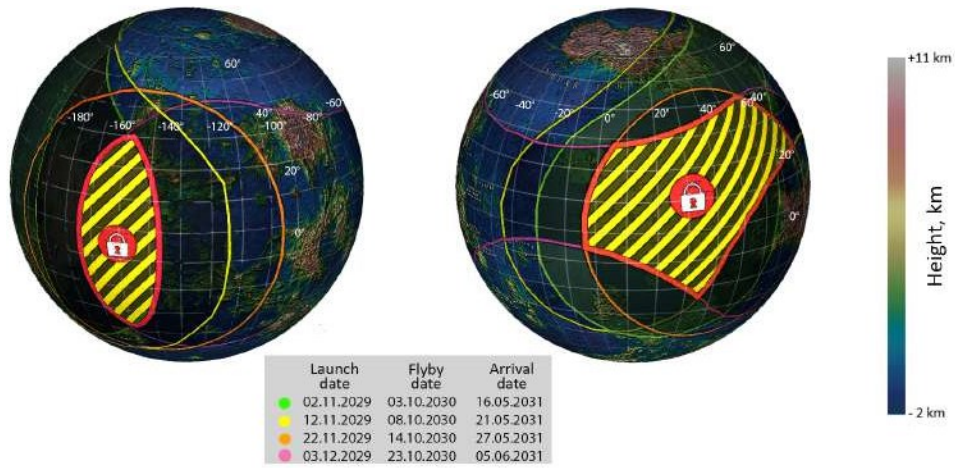 60°
-60
-180° -160° -140° -120° 40° -100° -80°
20°
0°
60°
-60° -40° -20° 0° 20° 40° 60° 40°
20°
0°
+11 km
Height, km
- 2 km
Launch date Flyby date Arrival date
02.11.2029 03.10.2030 16.05.2031
12.11.2029 08.10.2030 21.05.2031
22.11.2029 14.10.2030 27.05.2031
03.12.2029 23.10.2030 05.06.2031